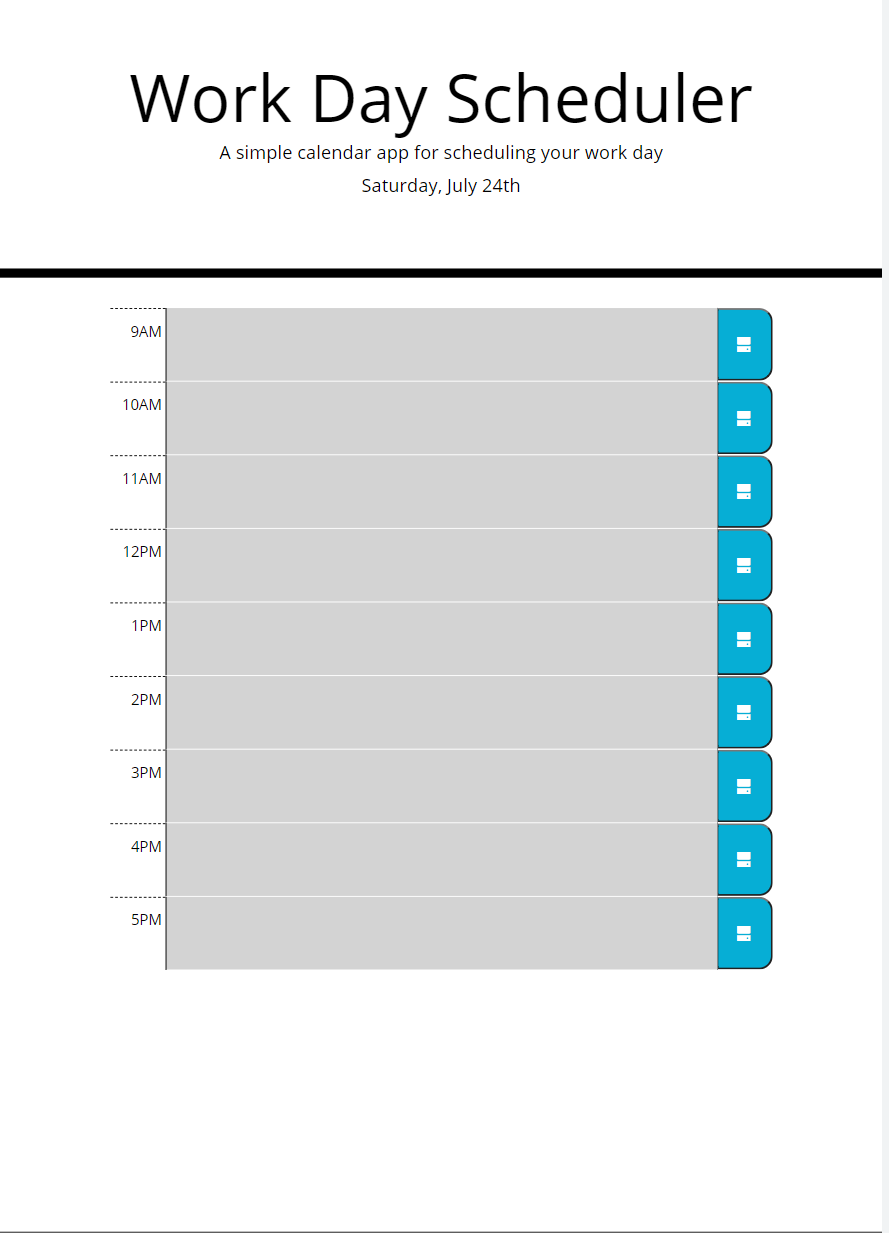 Work Day Scheduler
A simple calendar app for scheduling your work day
Saturday, July 24th
9AM
10AM
11AM
12PM
1PM
2PM
3PM
4PM
5PM